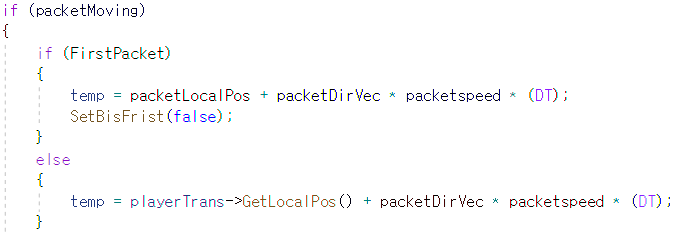 if (packetMoving)
{
if (FirstPacket)
{
temp = packetLocalPos + packetDirVec * packetspeed * (DT);
SetBisFrist(false);
}
else
{
temp = playerTrans->GetLocalPos() + packetDirVec * packetspeed * (DT);
}